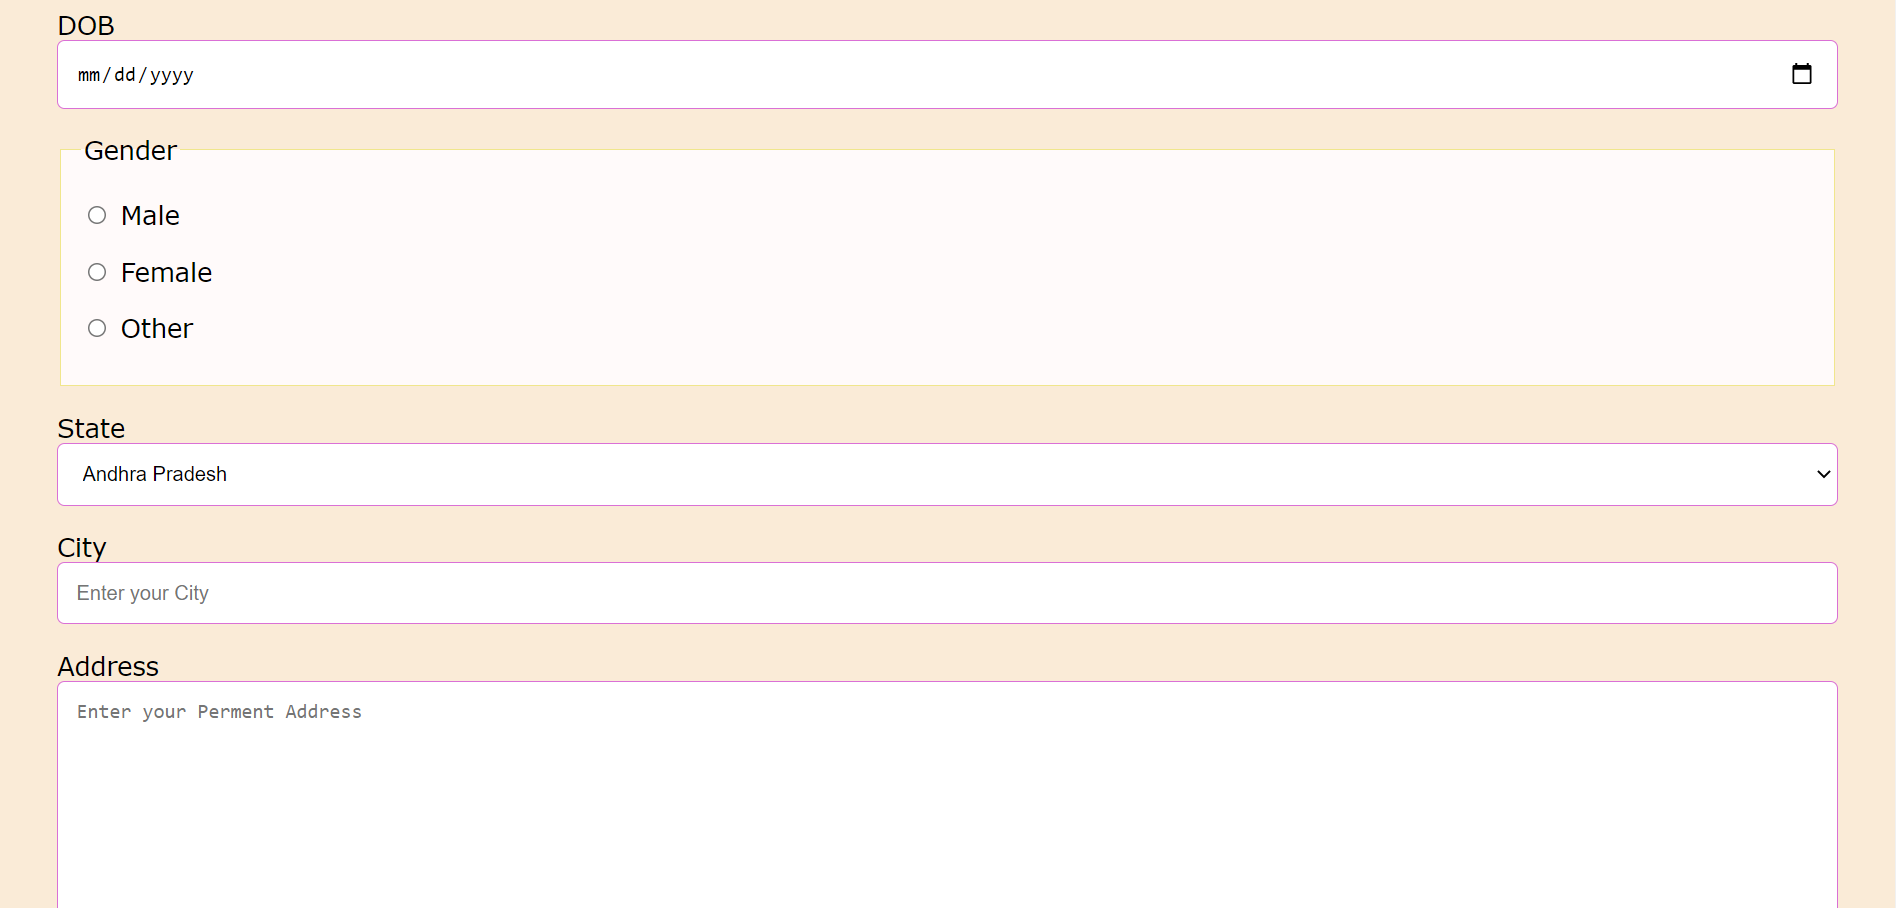 DOB
mm/dd/yyyy
Gender
Male
Female
Other
State
Andhra Pradesh
City
Enter your City
Address
Enter your Perment Address